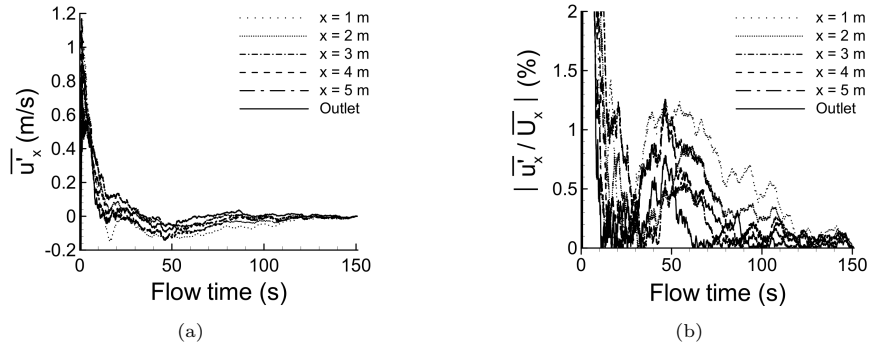 1.2
1
0.8
0.6
0.4
0.2
0
-0.2
0 50 100 150
u'x (m/s)
Flow time (s)
x = 1 m
x = 2 m
x = 3 m
x = 4 m
x = 5 m
Outlet
(a)
2
1.5
1
0.5
0
0 50 100 150
| u'x / Ux | (%)
Flow time (s)
x = 1 m
x = 2 m
x = 3 m
x = 4 m
x = 5 m
Outlet
(b)